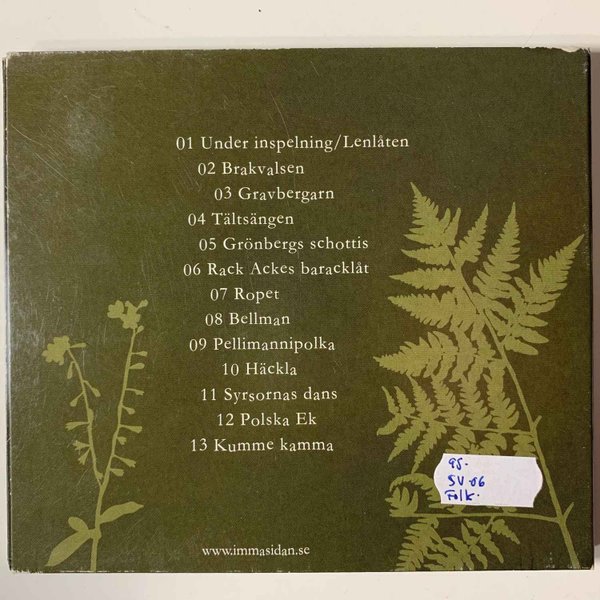 01 Under inspelning/Lenlåten
02 Brakvalsen
03 Gravbergarn
04 Tältsängen
05 Grönbergs schottis
06 Rack Ackes baracklåt
07 Ropet
08 Bellman
09 Pellimannipolka
10 Häckla
11 Syrsornas dans
12 Polska Ek
13 Kumme kamma
95.
SV-06
Folk.
www.immasidan.se